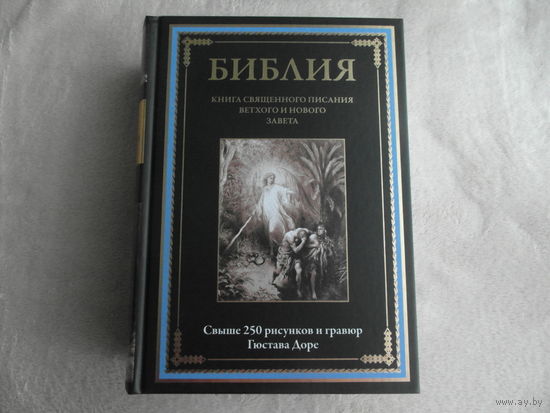 БИБЛИЯ
КНИГА СВЯЩЕННОГО ПИСАНИЯ
ВЕТХОГО И НОВОГО
ЗАВЕТА
Свыше 250 рисунков и гравюр
Гюстава Доре
www.ay.by